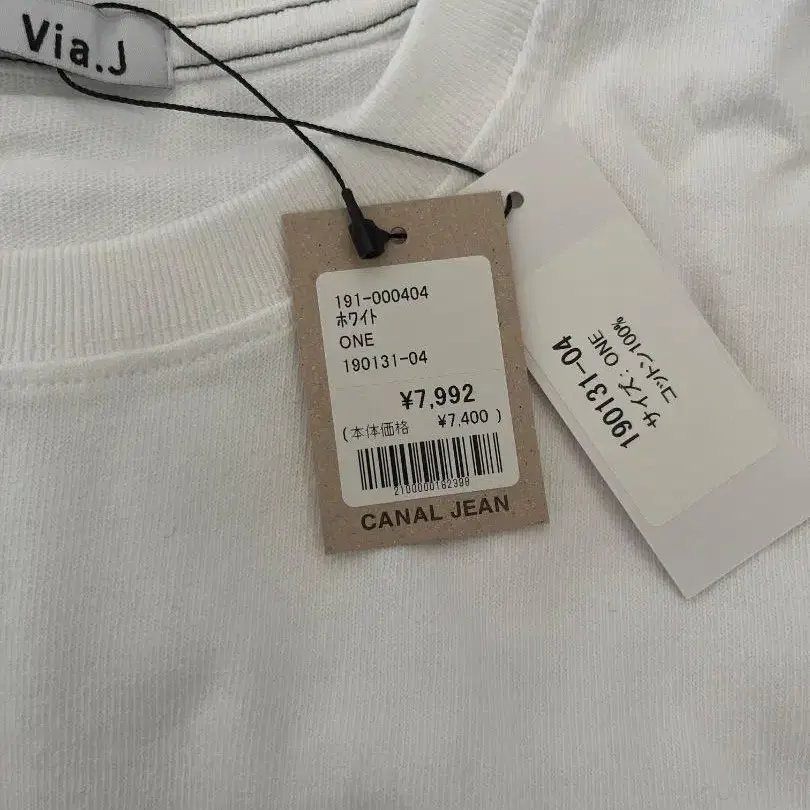 Via.J
191-000404
ﾎﾜｲﾄ
ONE
190131-04
¥7,992
(本体価格 ¥7,400 )
2100000162399
CANAL JEAN
190131-04
サイズ: ONE
コットン100%